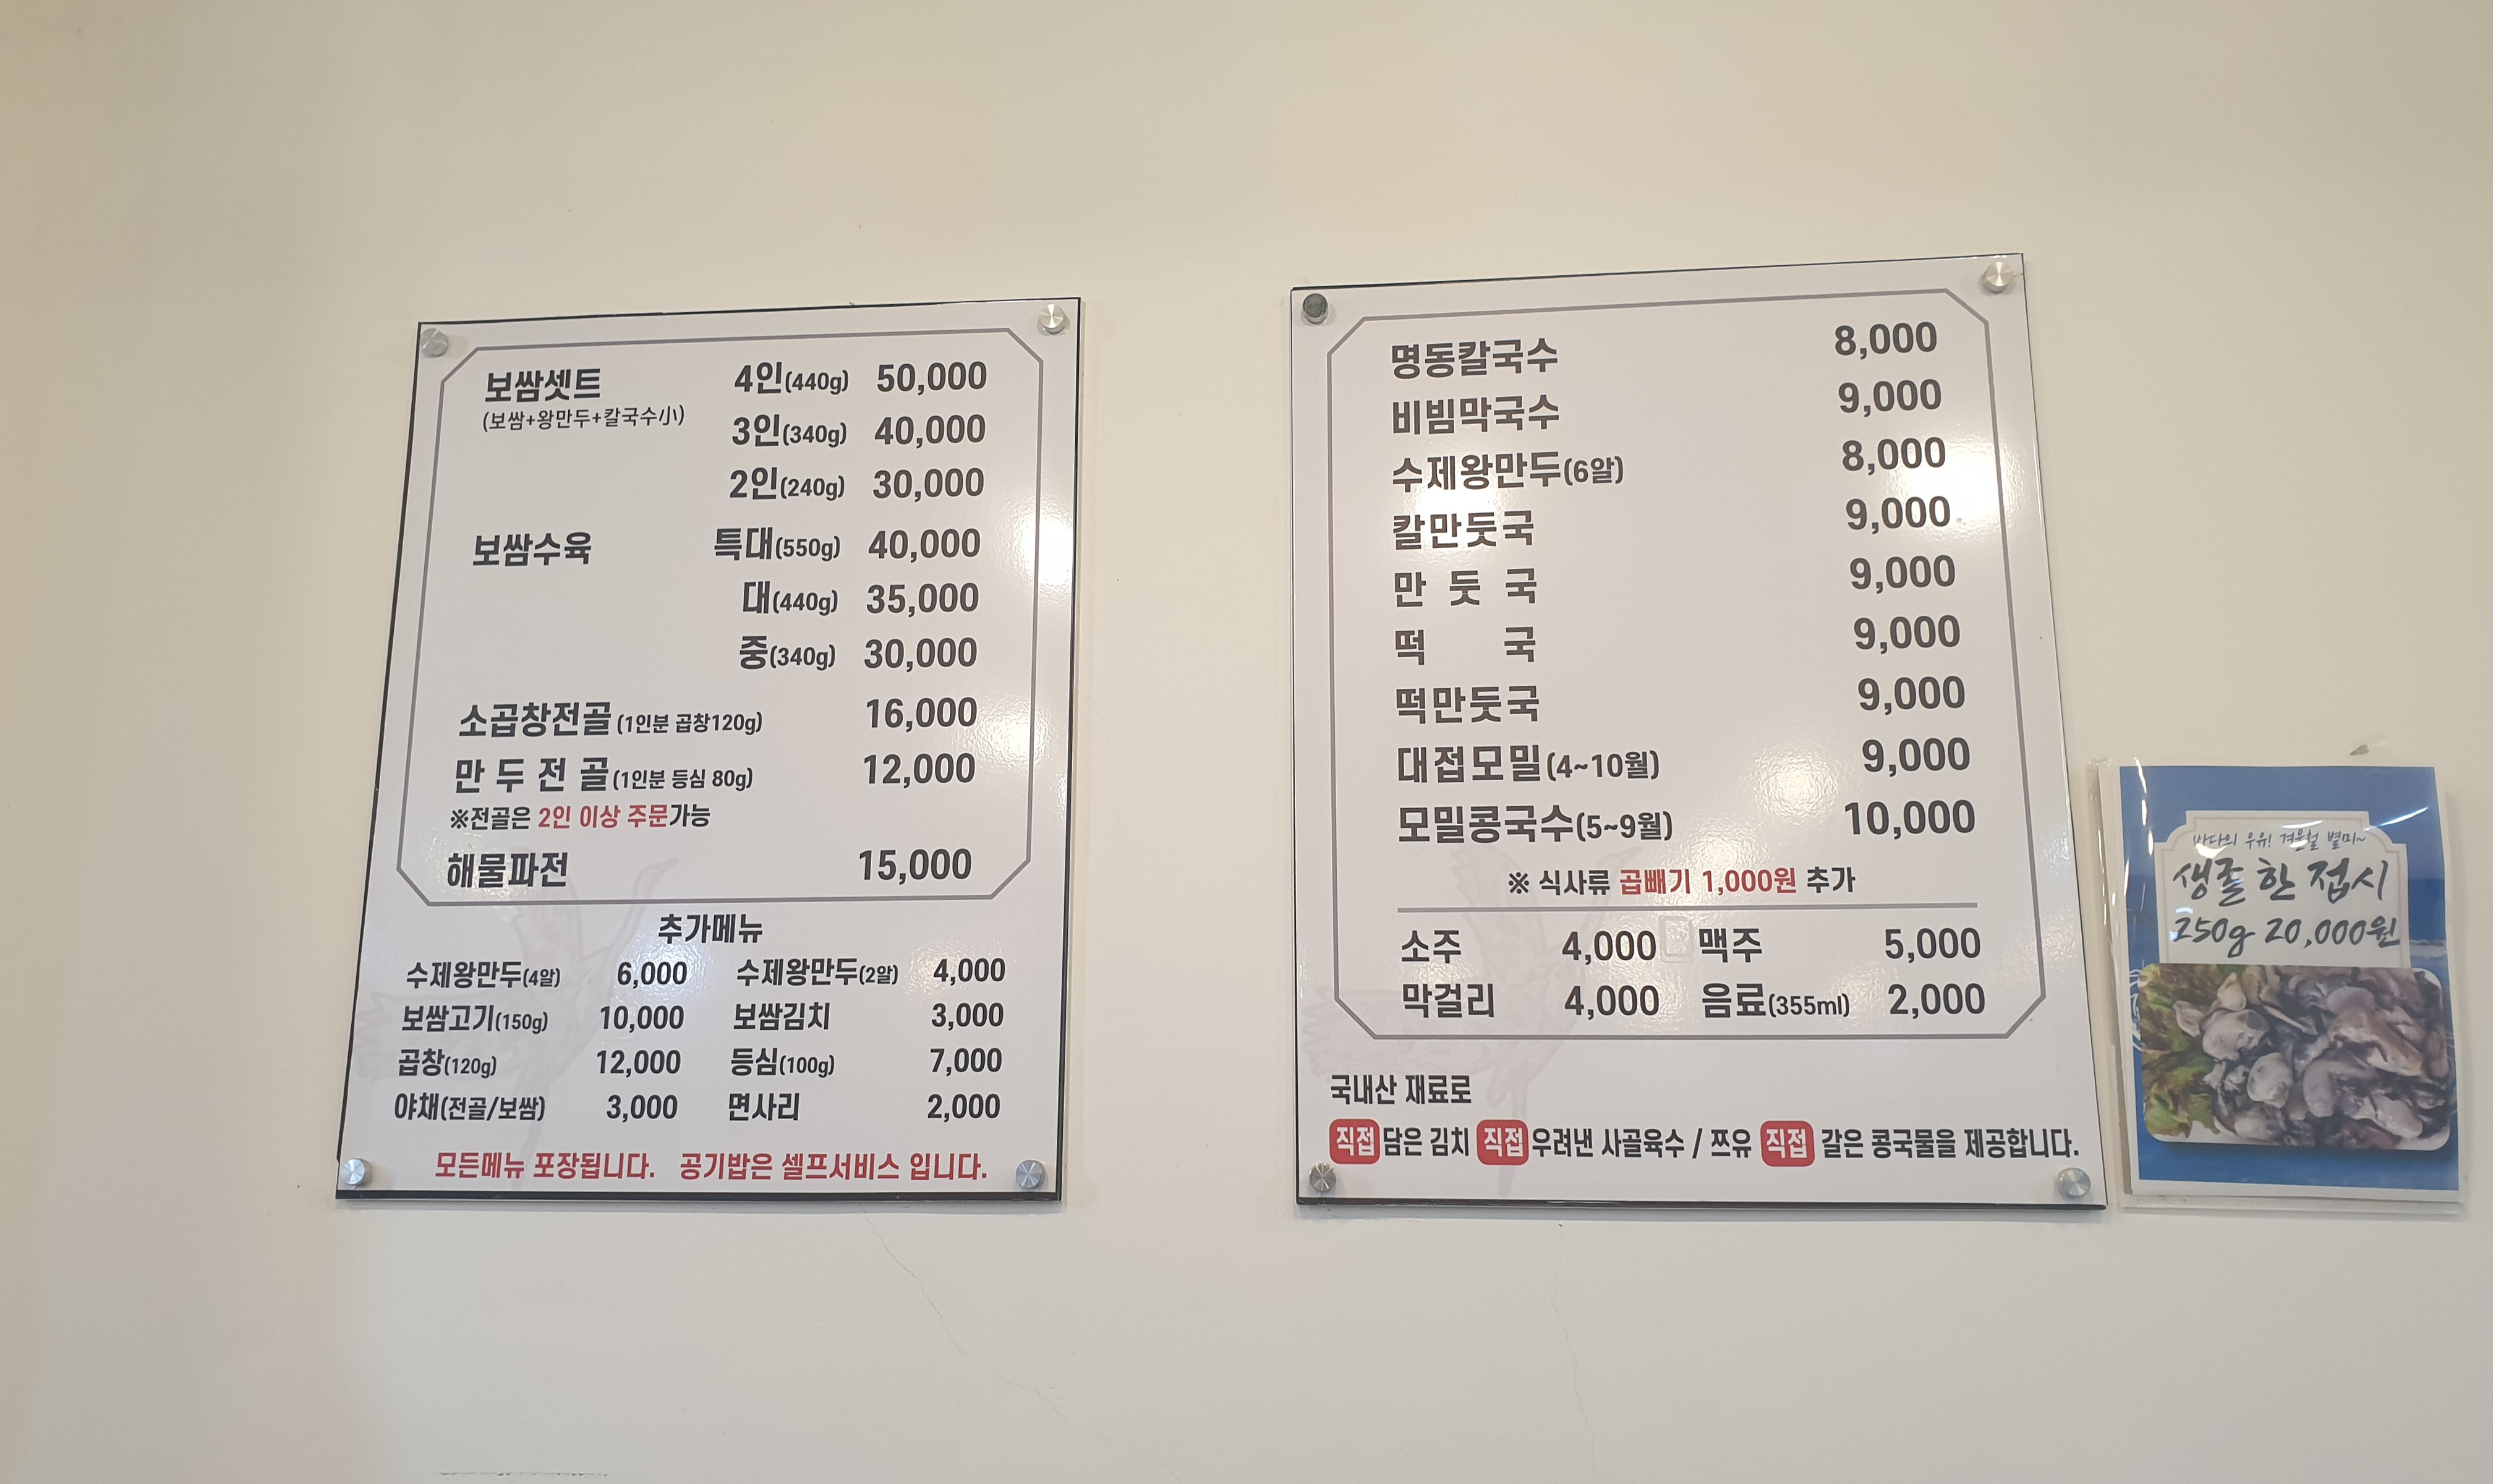 보쌈셋트 4인(440g) 50,000
(보쌈+왕만두+칼국수小)
3인(340g) 40,000
2인(240g) 30,000
보쌈수육 특대(550g) 40,000
대(440g) 35,000
중(340g) 30,000
소곱창전골(1인분 곱창120g) 16,000
만 두 전 골(1인분 등심 80g) 12,000
※전골은 2인 이상 주문가능
해물파전 15,000
추가메뉴
수제왕만두(4알) 6,000 수제왕만두(2알) 4,000
보쌈고기(150g) 10,000 보쌈김치 3,000
곱창(120g) 12,000 등심(100g) 7,000
야채(전골/보쌈) 3,000 면사리 2,000
모든메뉴 포장됩니다. 공기밥은 셀프서비스 입니다.
명동칼국수 8,000
비빔막국수 9,000
수제왕만두(6알) 8,000
칼만둣국 9,000
만 둣 국 9,000
떡 국 9,000
떡만둣국 9,000
대접모밀(4~10월) 9,000
모밀콩국수(5~9월) 10,000
※ 식사류 곱빼기 1,000원 추가
소주 4,000 맥주 5,000
막걸리 4,000 음료(355ml) 2,000
국내산 재료로
직접 담은 김치 직접 우려낸 사골육수 / 쯔유 직접 갈은 콩국물을 제공합니다.
바다의 우유! 겨울철 별미~
생굴 한 접시
250g 20,000원